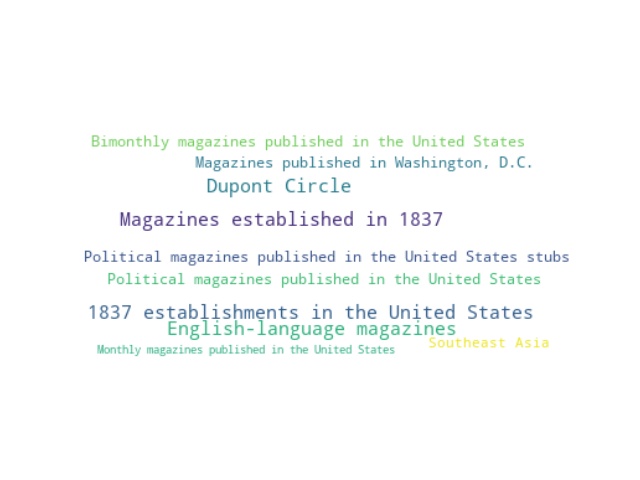 Bimonthly magazines published in the United States
Magazines published in Washington, D.C.
Dupont Circle
Magazines established in 1837
Political magazines published in the United States stubs
Political magazines published in the United States
1837 establishments in the United States
English-language magazines
Southeast Asia
Monthly magazines published in the United States